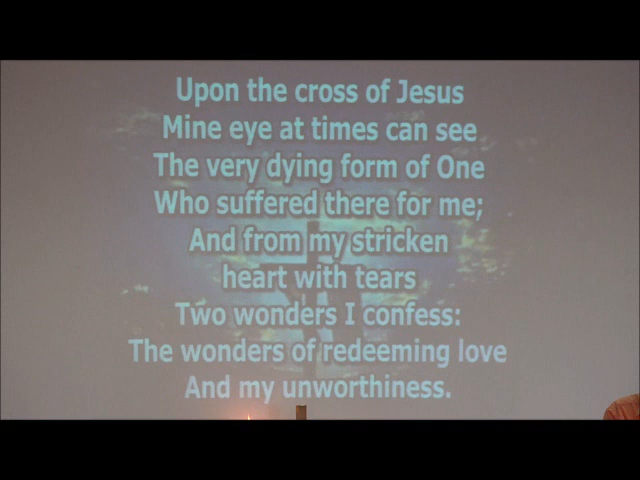 Upon the cross of Jesus
Mine eye at times can see
The very dying form of One
Who suffered there for me;
And from my stricken
heart with tears
Two wonders I confess:
The wonders of redeeming love
And my unworthiness.